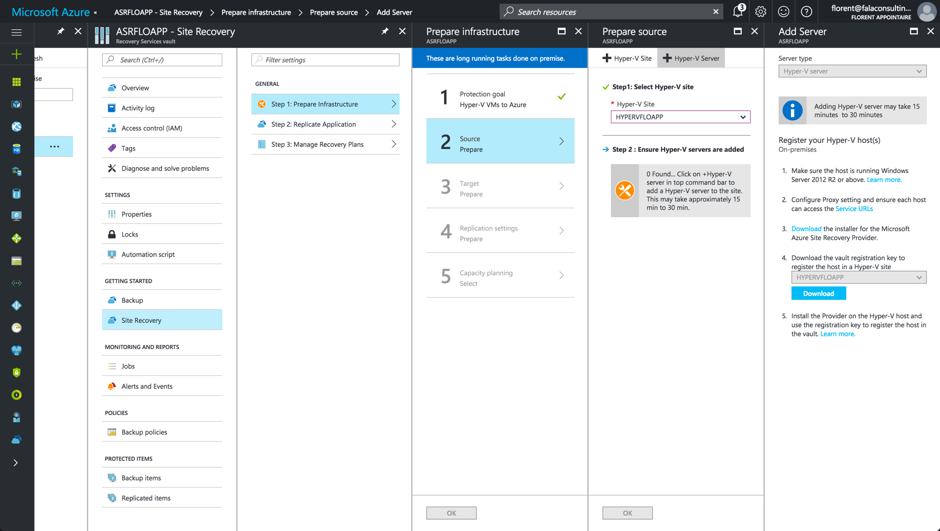 Microsoft Azure
ASRFLOAPP - Site Recovery
Prepare infrastructure
Prepare source
Add Server
Search resources
3
florent@falaconsultin...
FLORENT APPOINTAIRE
esh
se
ASRFLOAPP - Site Recovery
Recovery Services vault
Search (Ctrl+/)
Overview
Activity log
Access control (IAM)
Tags
Diagnose and solve problems
SETTINGS
Properties
Locks
Automation script
GETTING STARTED
Backup
Site Recovery
MONITORING AND REPORTS
Jobs
Alerts and Events
POLICIES
Backup policies
PROTECTED ITEMS
Backup items
Replicated items
Filter settings
GENERAL
Step 1: Prepare Infrastructure
Step 2: Replicate Application
Step 3: Manage Recovery Plans
Prepare infrastructure
ASRFLOAPP
These are long running tasks done on premise.
1
Protection goal
Hyper-V VMs to Azure
2
Source
Prepare
3
Target
Prepare
4
Replication settings
Prepare
5
Capacity planning
Select
OK
Prepare source
ASRFLOAPP
Hyper-V Site
Hyper-V Server
Step1: Select Hyper-V site
* Hyper-V Site
HYPERVFLOAPP
Step 2 : Ensure Hyper-V servers are added
0 Found... Click on +Hyper-V
server in top command bar to
add a Hyper-V server to the site.
This may take approximately 15
min to 30 min.
OK
Add Server
ASRFLOAPP
Server type
Hyper-V server
Adding Hyper-V server may take 15
minutes to 30 minutes
Register your Hyper-V host(s)
On-premises
1. Make sure the host is running Windows
Server 2012 R2 or above. Learn more.
2. Configure Proxy setting and ensure each host
can access the Service URLs
3. Download the installer for the Microsoft
Azure Site Recovery Provider.
4. Download the vault registration key to
register the host in a Hyper-V site
HYPERVFLOAPP
Download
5. Install the Provider on the Hyper-V host and
use the registration key to register the host in
the vault. Learn more.